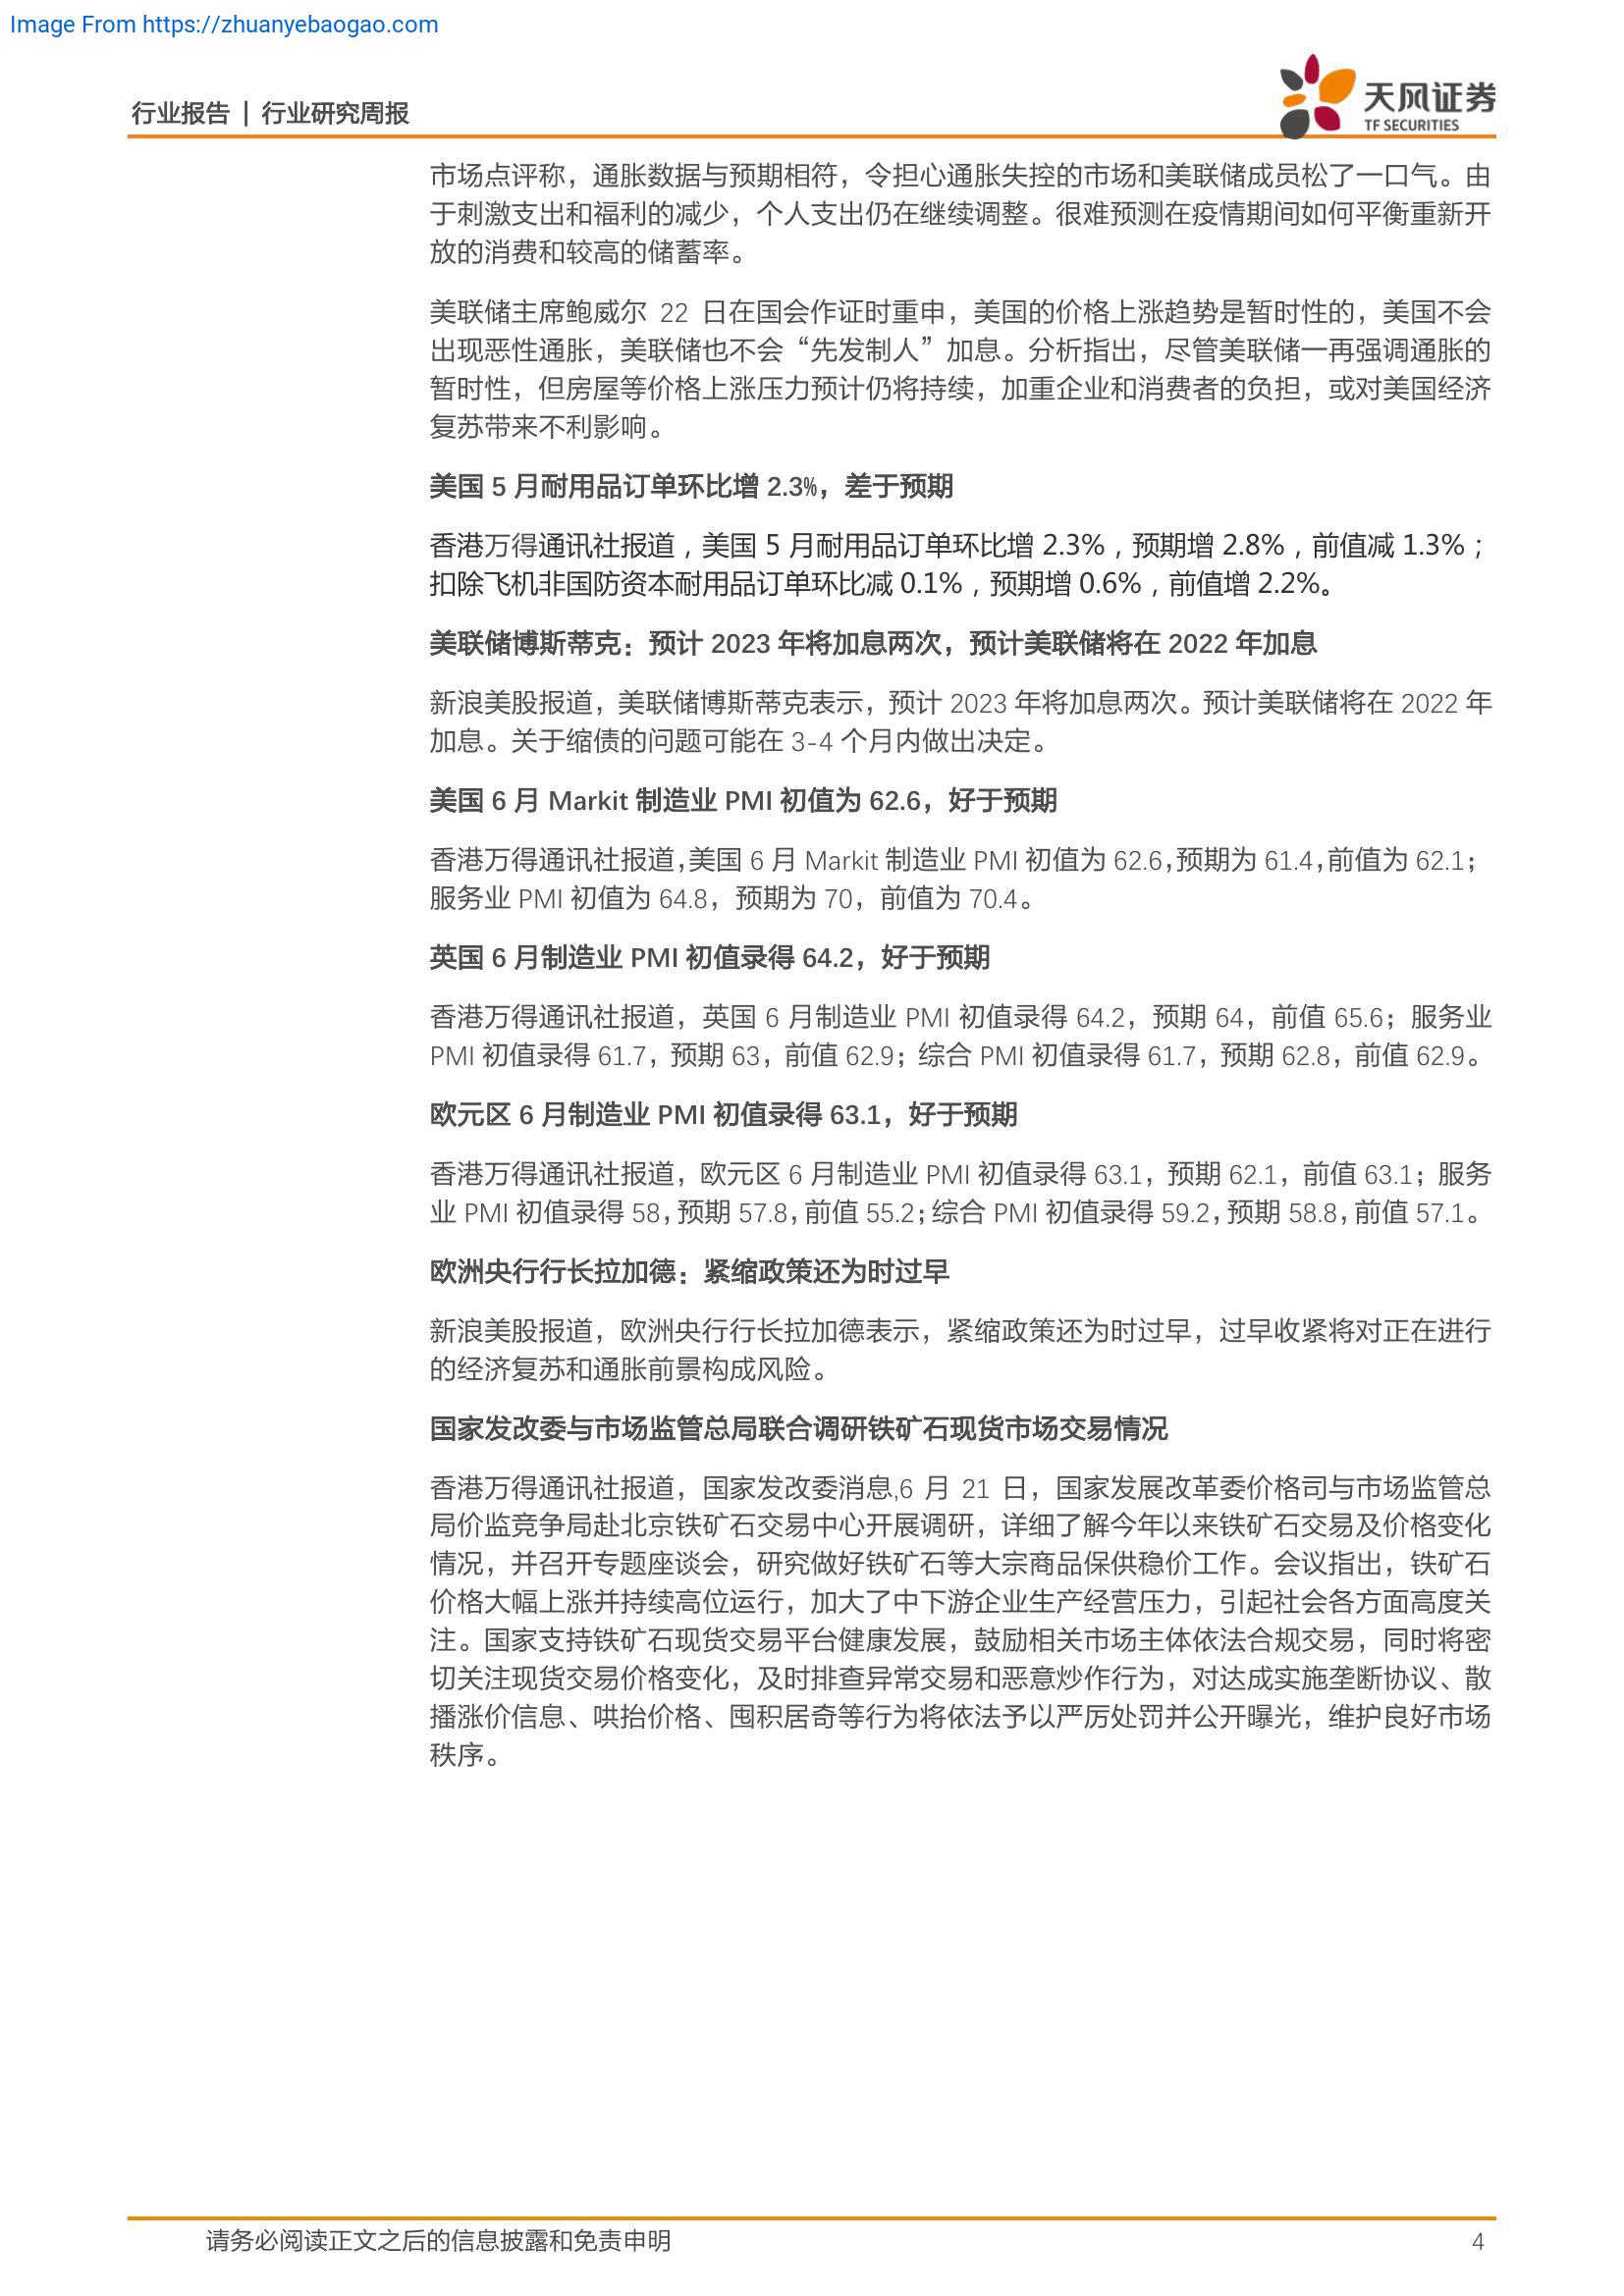 Image From https://zhuanyebaogao.com
行业报告 | 行业研究周报
天风证券
TF SECURITIES
市场点评称，通胀数据与预期相符，令担心通胀失控的市场和美联储成员松了一口气。由
于刺激支出和福利的减少，个人支出仍在继续调整。很难预测在疫情期间如何平衡重新开
放的消费和较高的储蓄率。
美联储主席鲍威尔 22 日在国会作证时重申，美国的价格上涨趋势是暂时性的，美国不会
出现恶性通胀，美联储也不会“先发制人”加息。分析指出，尽管美联储一再强调通胀的
暂时性，但房屋等价格上涨压力预计仍将持续，加重企业和消费者的负担，或对美国经济
复苏带来不利影响。
美国 5 月耐用品订单环比增 2.3%，差于预期
香港万得通讯社报道，美国 5 月耐用品订单环比增 2.3%，预期增 2.8%，前值减 1.3%；
扣除飞机非国防资本耐用品订单环比减 0.1%，预期增 0.6%，前值增 2.2%。
美联储博斯蒂克：预计 2023 年将加息两次，预计美联储将在 2022 年加息
新浪美股报道，美联储博斯蒂克表示，预计 2023 年将加息两次。预计美联储将在 2022 年
加息。关于缩债的问题可能在 3-4 个月内做出决定。
美国 6 月 Markit 制造业 PMI 初值为 62.6，好于预期
香港万得通讯社报道，美国 6 月 Markit 制造业 PMI 初值为 62.6，预期为 61.4，前值为 62.1；
服务业 PMI 初值为 64.8，预期为 70，前值为 70.4。
英国 6 月制造业 PMI 初值录得 64.2，好于预期
香港万得通讯社报道，英国 6 月制造业 PMI 初值录得 64.2，预期 64，前值 65.6；服务业
PMI 初值录得 61.7，预期 63，前值 62.9；综合 PMI 初值录得 61.7，预期 62.8，前值 62.9。
欧元区 6 月制造业 PMI 初值录得 63.1，好于预期
香港万得通讯社报道，欧元区 6 月制造业 PMI 初值录得 63.1，预期 62.1，前值 63.1；服务
业 PMI 初值录得 58，预期 57.8，前值 55.2；综合 PMI 初值录得 59.2，预期 58.8，前值 57.1。
欧洲央行行长拉加德：紧缩政策还为时过早
新浪美股报道，欧洲央行行长拉加德表示，紧缩政策还为时过早，过早收紧将对正在进行
的经济复苏和通胀前景构成风险。
国家发改委与市场监管总局联合调研铁矿石现货市场交易情况
香港万得通讯社报道，国家发改委消息,6 月 21 日，国家发展改革委价格司与市场监管总
局价监竞争局赴北京铁矿石交易中心开展调研，详细了解今年以来铁矿石交易及价格变化
情况，并召开专题座谈会，研究做好铁矿石等大宗商品保供稳价工作。会议指出，铁矿石
价格大幅上涨并持续高位运行，加大了中下游企业生产经营压力，引起社会各方面高度关
注。国家支持铁矿石现货交易平台健康发展，鼓励相关市场主体依法合规交易，同时将密
切关注现货交易价格变化，及时排查异常交易和恶意炒作行为，对达成实施垄断协议、散
播涨价信息、哄抬价格、囤积居奇等行为将依法予以严厉处罚并公开曝光，维护良好市场
秩序。
请务必阅读正文之后的信息披露和免责申明
4